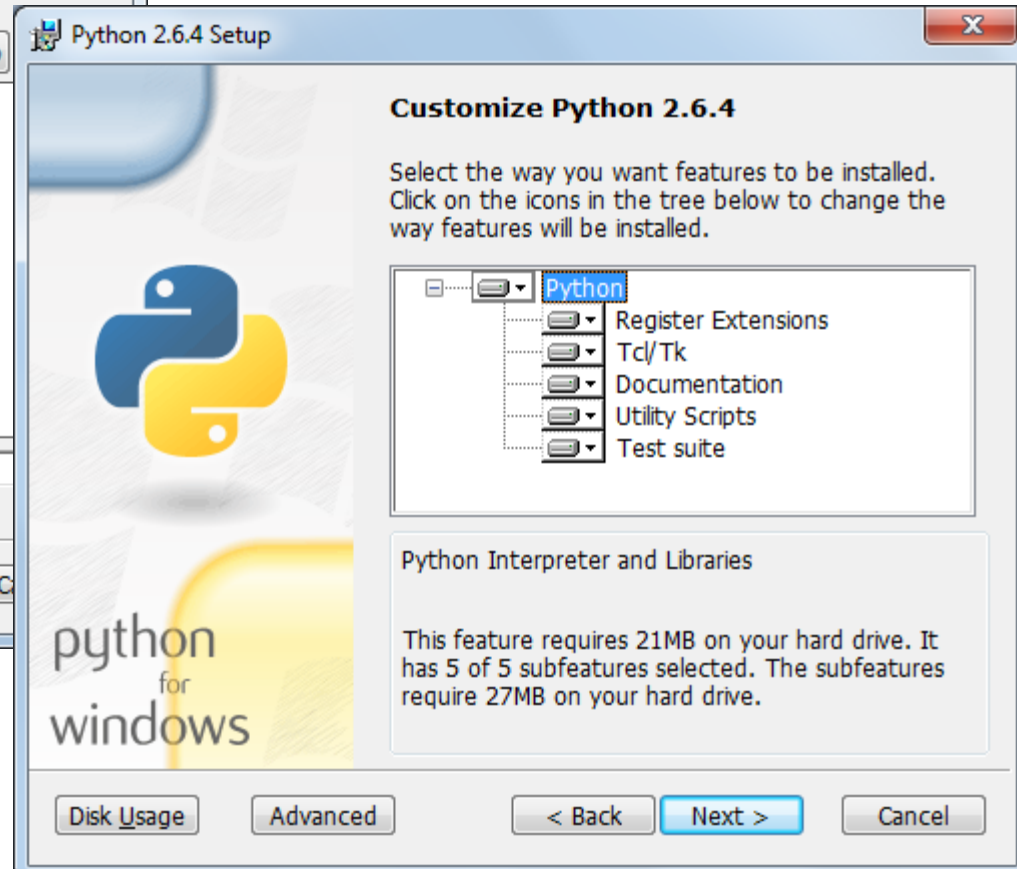 Python 2.6.4 Setup
Customize Python 2.6.4
Select the way you want features to be installed.
Click on the icons in the tree below to change the
way features will be installed.
Python
Register Extensions
Tcl/Tk
Documentation
Utility Scripts
Test suite
Python Interpreter and Libraries
This feature requires 21MB on your hard drive. It
has 5 of 5 subfeatures selected. The subfeatures
require 27MB on your hard drive.
python
for
windows
Disk Usage
Advanced
< Back
Next >
Cancel